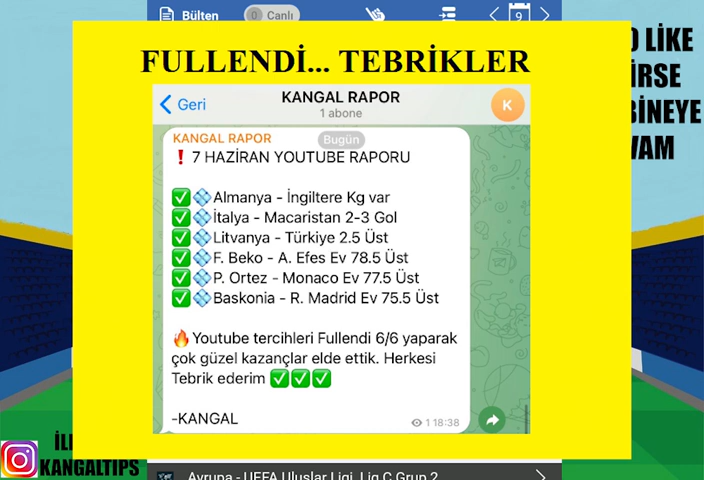 Bülten
0 Canlı
9
FULLENDİ... TEBRİKLER
LİKE
BİNEYE
Geri
KANGAL RAPOR
1 abone
K
KANGAL RAPOR
Bugün
❗ 7 HAZİRAN YOUTUBE RAPORU
✅💠Almanya - İngiltere Kg var
✅💠İtalya - Macaristan 2-3 Gol
✅💠Litvanya - Türkiye 2.5 Üst
✅💠F. Beko - A. Efes Ev 78.5 Üst
✅💠P. Ortez - Monaco Ev 77.5 Üst
✅💠Baskonia - R. Madrid Ev 75.5 Üst
🔥Youtube tercihleri Fullendi 6/6 yaparak
çok güzel kazançlar elde ettik. Herkesi
Tebrik ederim ✅✅✅
-KANGAL
1 18:38
KANGALTIPS
Avrupa - UEFA Uluslar Ligi, Lig C Grup 2